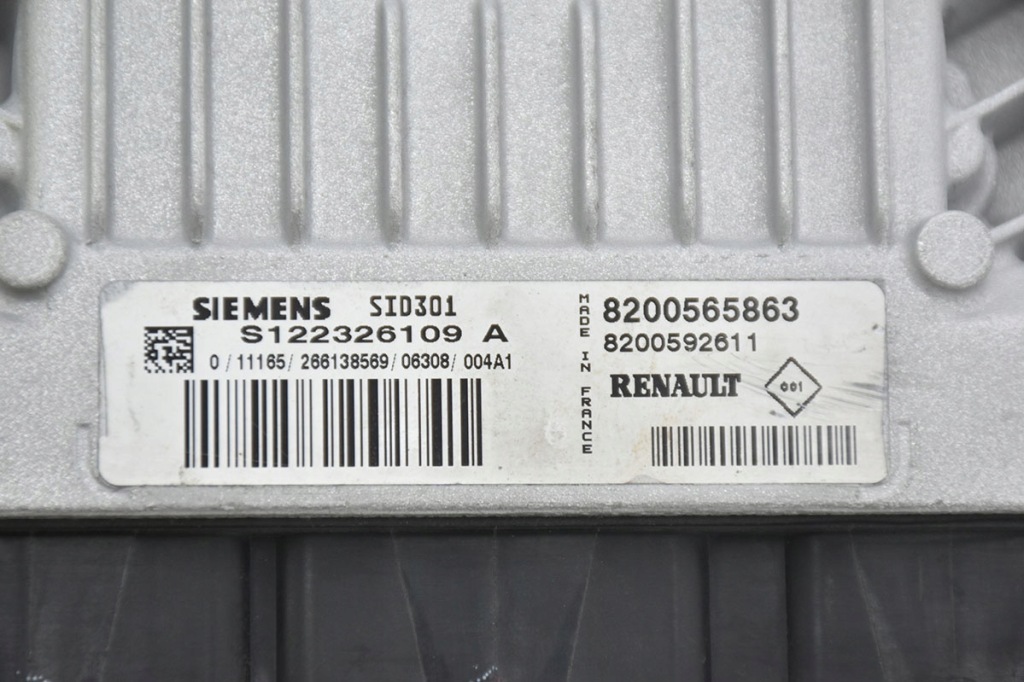 SIEMENS SID301
S122326109 A
0/11165/266138569/06308/004A1
MADE IN FRANCE
8200565863
8200592611
RENAULT 001